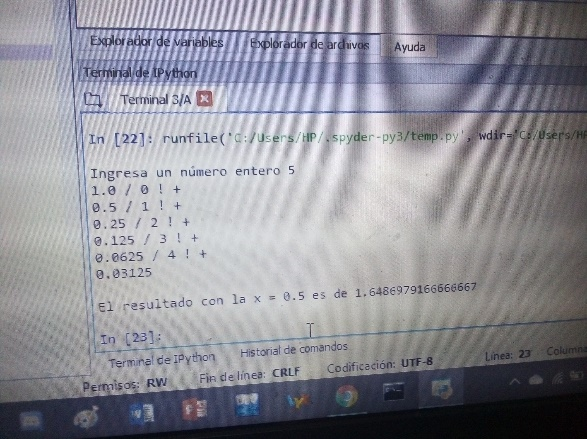 Explorador de variables Explorador de archivos Ayuda
Terminal de IPython
Terminal 3/A
In [22]: runfile('C:/Users/HP/.spyder-py3/temp.py', wdir='C:/Users/HP
Ingresa un número entero 5
1.0 / 0 ! +
0.5 / 1 ! +
0.25 / 2 ! +
0.125 / 3 ! +
0.0625 / 4 ! +
0.03125
El resultado con la x = 0.5 es de 1.6486979166666667
In [23]:
Terminal de IPython Historial de comandos
Permisos: RW Fin de línea: CRLF Codificación: UTF-8 Línea: 23 Columna